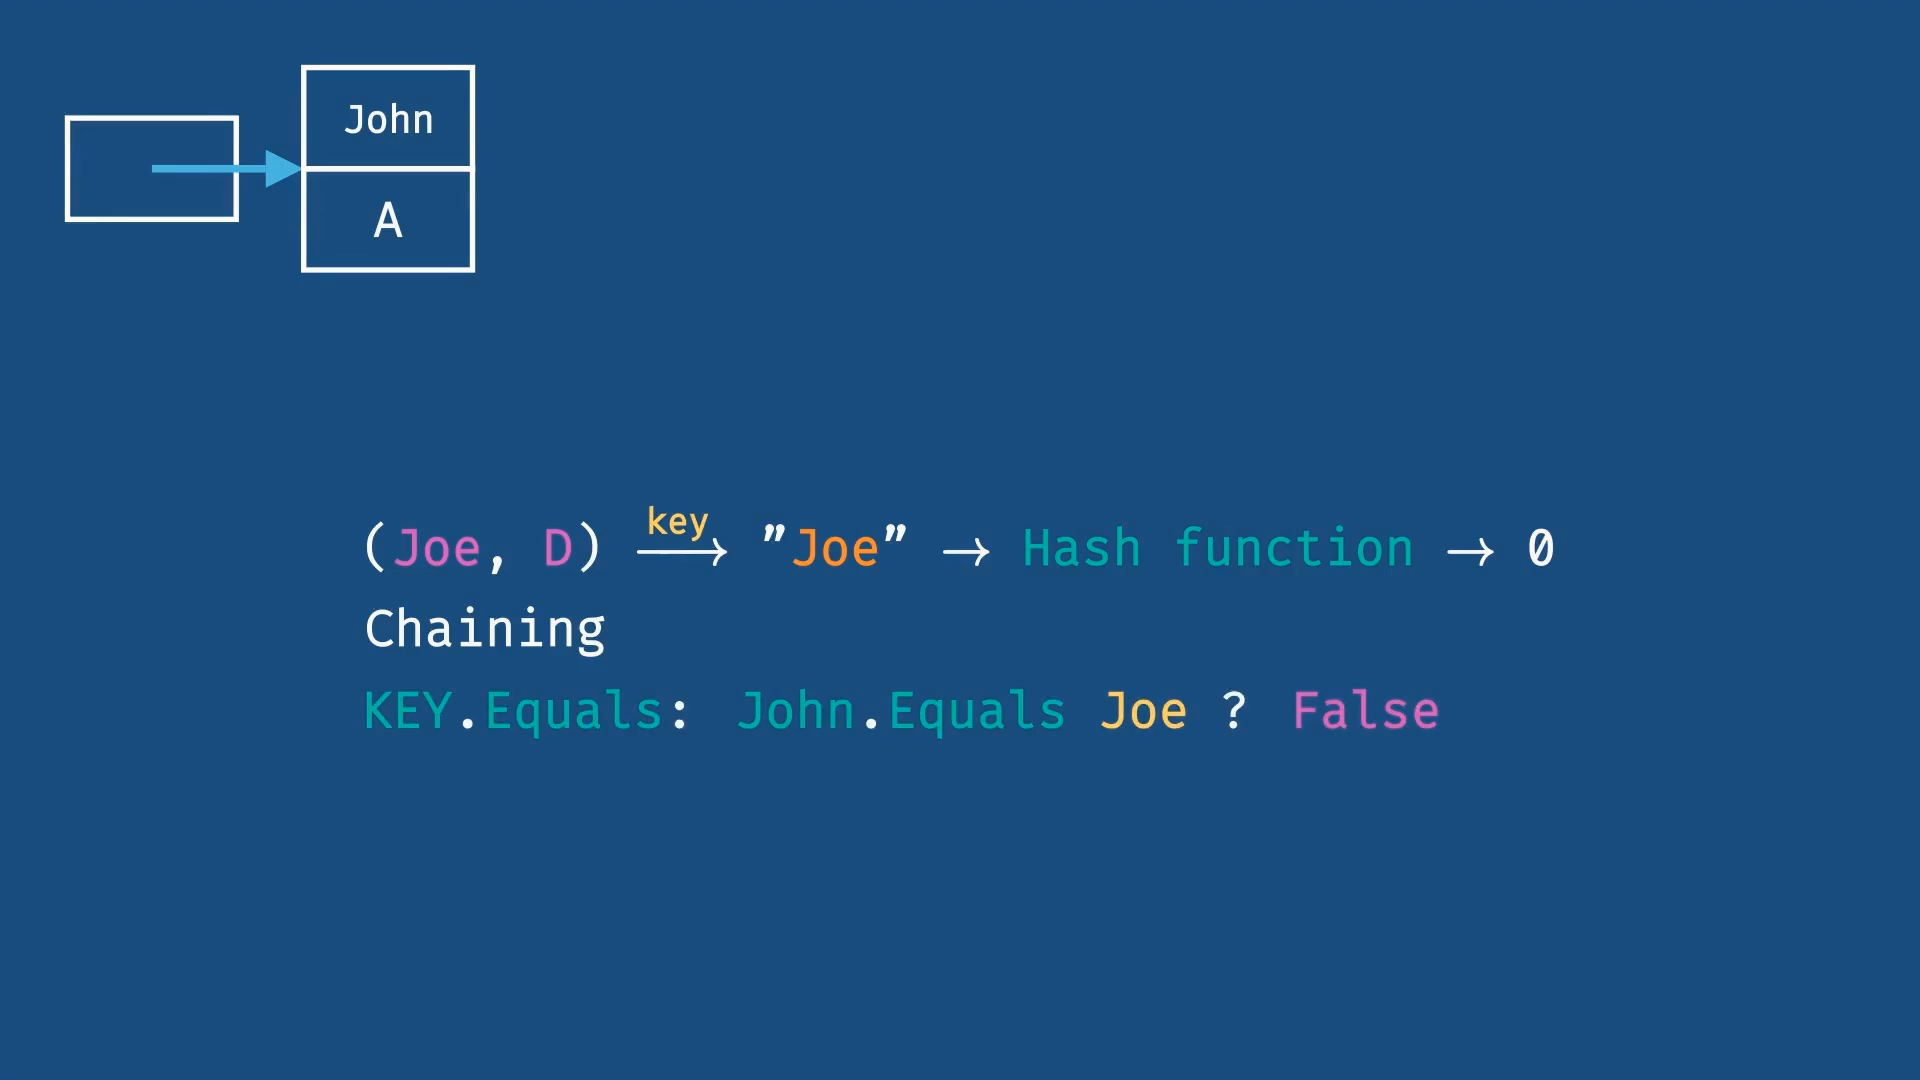 John
A
(Joe, D) key⟶ ”Joe” → Hash function → 0
Chaining
KEY.Equals: John.Equals Joe ? False